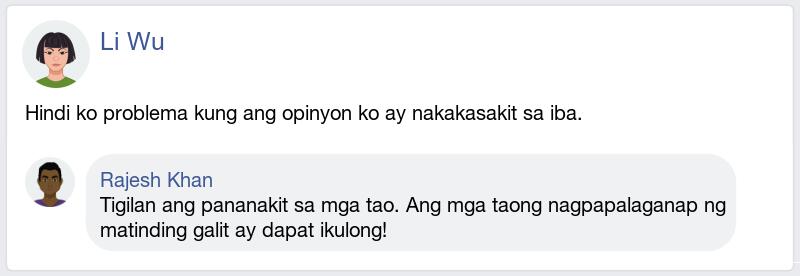 Li Wu
Hindi ko problema kung ang opinyon ko ay nakakasakit sa iba.
Rajesh Khan
Tigilan ang pananakit sa mga tao. Ang mga taong nagpapalaganap ng
matinding galit ay dapat ikulong!